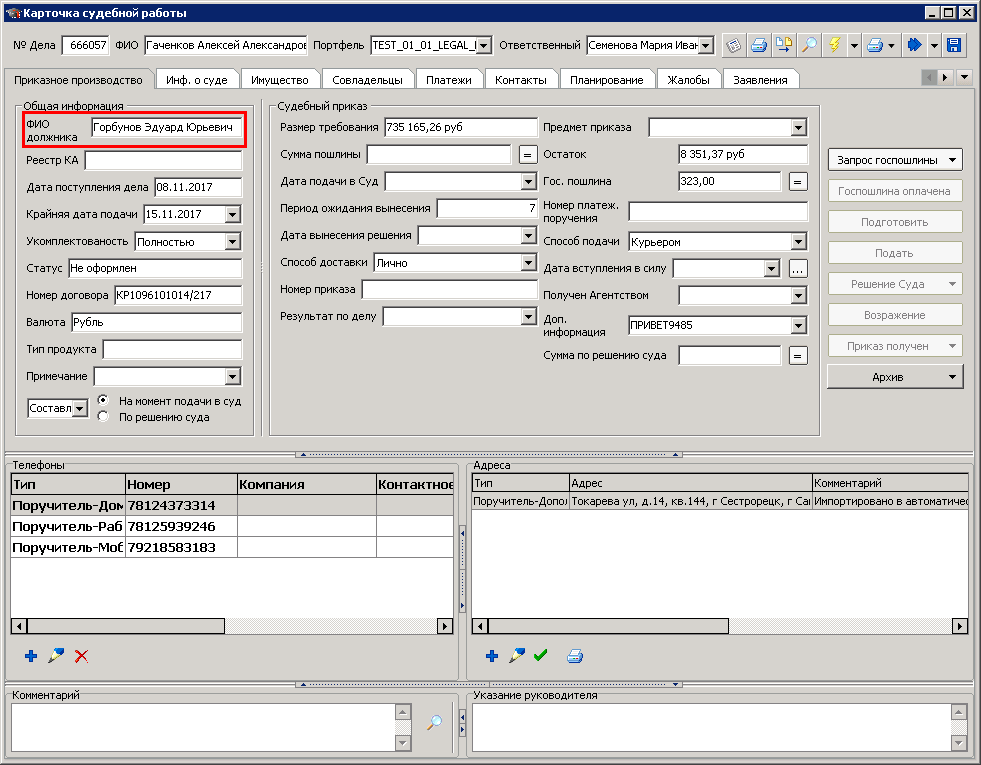 Карточка судебной работы
№ Дела 666057 ФИО Гаченков Алексей Александров Портфель TEST_01_01_LEGAL_ Ответственный Семенова Мария Иван
Приказное производство Инф. о суде Имущество Совладельцы Платежи Контакты Планирование Жалобы Заявления
Общая информация
ФИО
должника Горбунов Эдуард Юрьевич
Реестр КА
Дата поступления дела 08.11.2017
Крайняя дата подачи 15.11.2017
Укомплектованость Полностью
Статус Не оформлен
Номер договора КР1096101014/217
Валюта Рубль
Тип продукта
Примечание
Составл На момент подачи в суд
По решению суда
Судебный приказ
Размер требования 735 165,26 руб Предмет приказа
Сумма пошлины = Остаток 8 351,37 руб
Дата подачи в Суд Гос. пошлина 323,00 =
Период ожидания вынесения 7 Номер платеж.
поручения
Дата вынесения решения Способ подачи Курьером
Способ доставки Лично Дата вступления в силу ...
Номер приказа Получен Агентством
Результат по делу Доп.
информация ПРИВЕТ9485
Сумма по решению суда =
Запрос госпошлины
Госпошлина оплачена
Подготовить
Подать
Решение Суда
Возражение
Приказ получен
Архив
Телефоны
Тип Номер Компания Контактное
Поручитель-Дом 78124373314
Поручитель-Раб 78125939246
Поручитель-Моб 79218583183
Адреса
Тип Адрес Комментарий
Поручитель-Допол Токарева ул, д.14, кв.144, г Сестрорецк, г Сан Импортировано в автоматичес
Комментарий
Указание руководителя